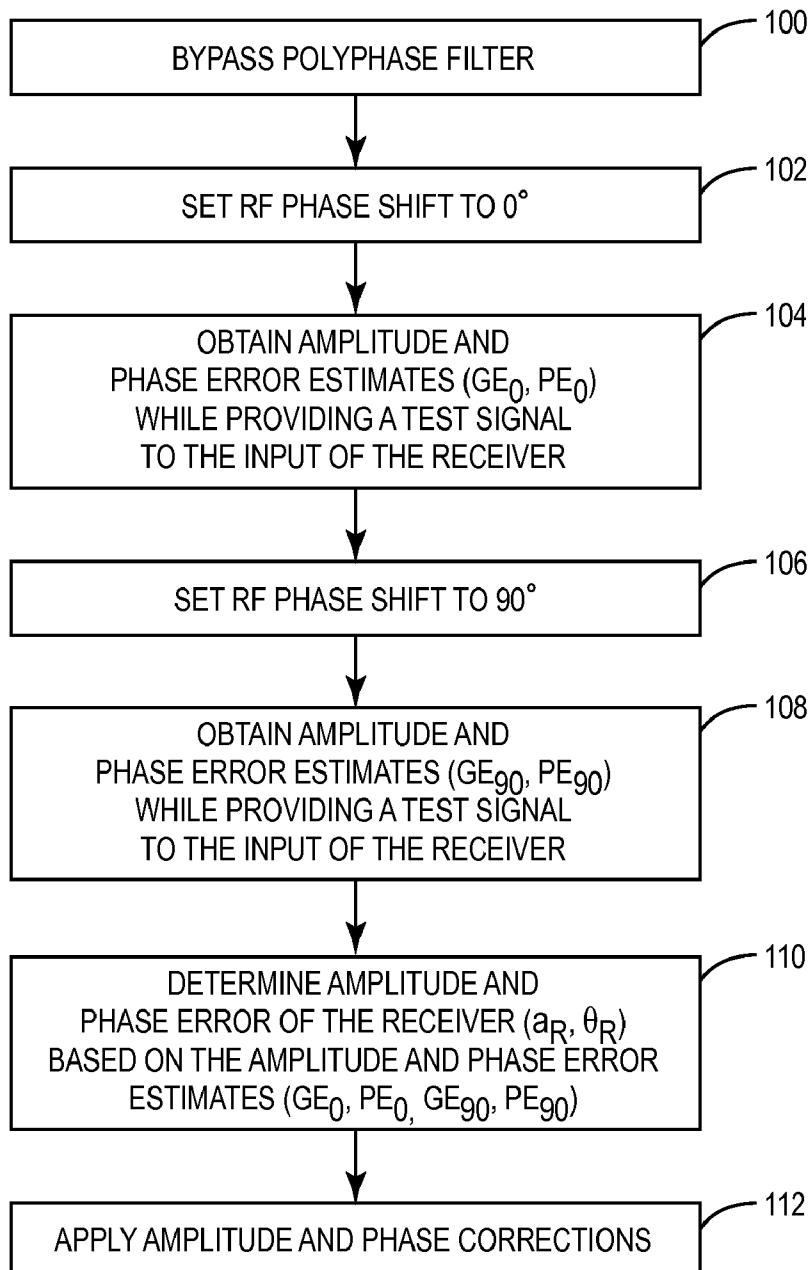 100
BYPASS POLYPHASE FILTER
102
SET RF PHASE SHIFT TO 0°
104
OBTAIN AMPLITUDE AND
PHASE ERROR ESTIMATES (GE0, PE0)
WHILE PROVIDING A TEST SIGNAL
TO THE INPUT OF THE RECEIVER
106
SET RF PHASE SHIFT TO 90°
108
OBTAIN AMPLITUDE AND
PHASE ERROR ESTIMATES (GE90, PE90)
WHILE PROVIDING A TEST SIGNAL
TO THE INPUT OF THE RECEIVER
110
DETERMINE AMPLITUDE AND
PHASE ERROR OF THE RECEIVER (aR, θR)
BASED ON THE AMPLITUDE AND PHASE ERROR
ESTIMATES (GE0, PE0, GE90, PE90)
112
APPLY AMPLITUDE AND PHASE CORRECTIONS